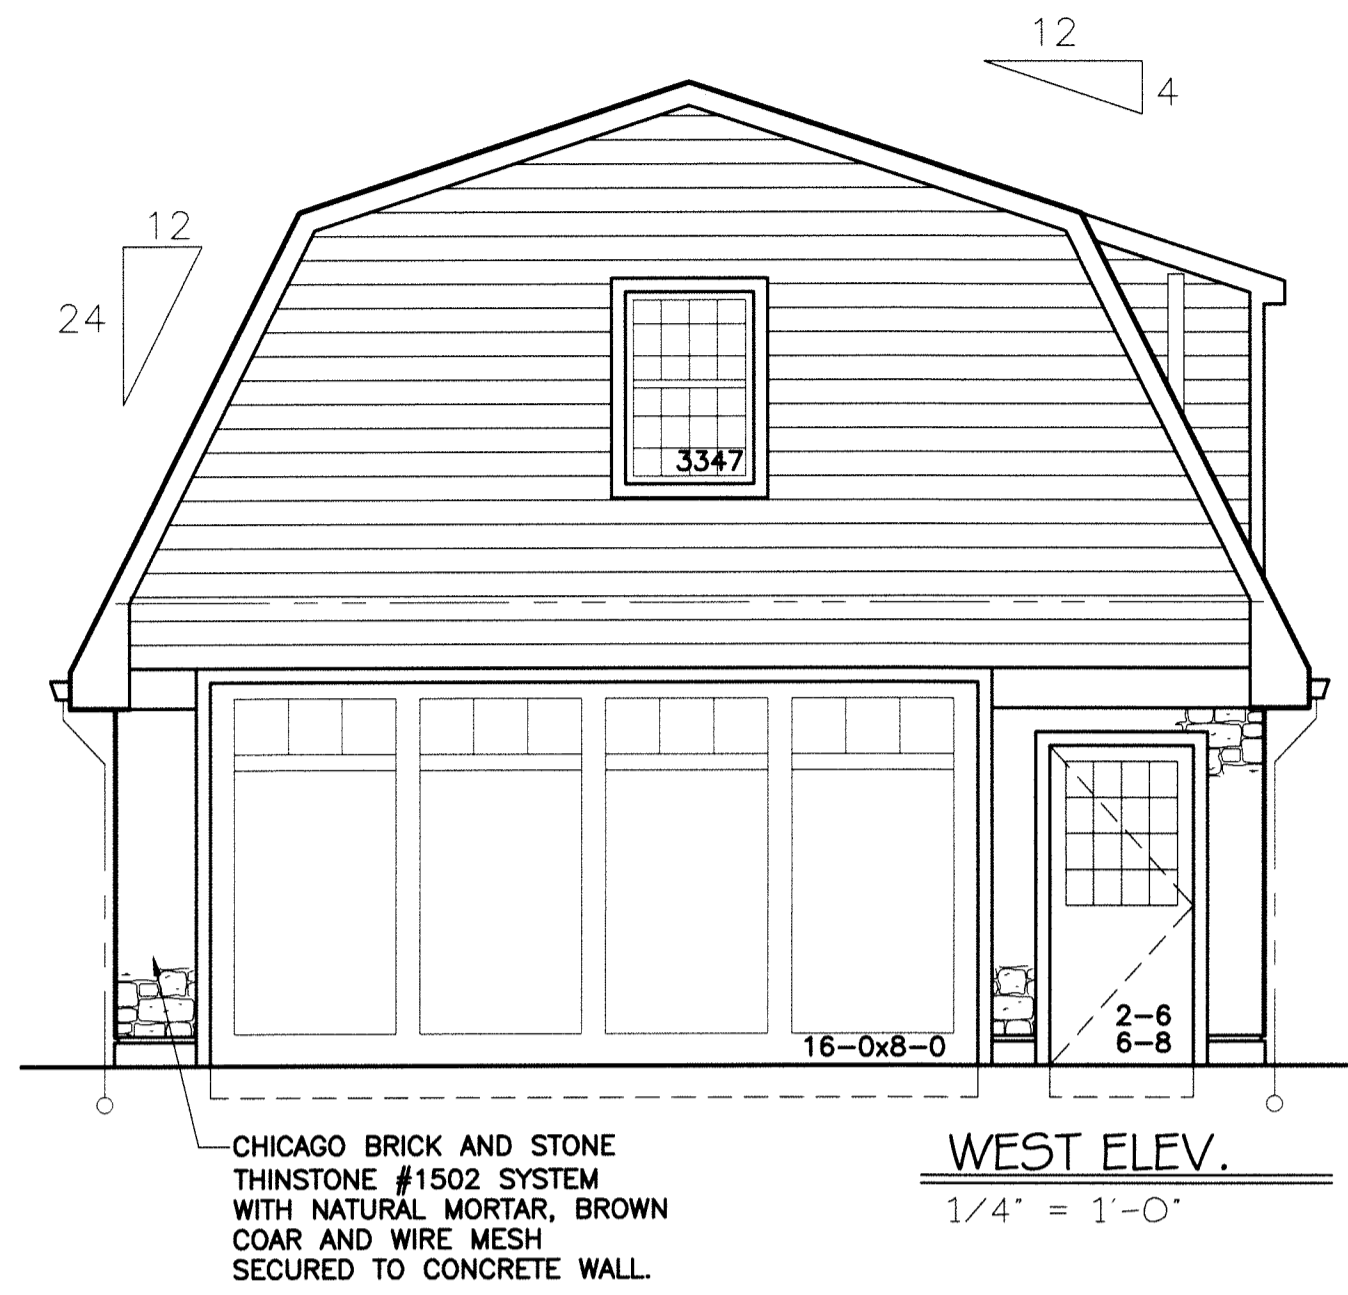 12
4
12
24
3347
16-0x8-0
2-6
6-8
CHICAGO BRICK AND STONE
THINSTONE #1502 SYSTEM
WITH NATURAL MORTAR, BROWN
COAR AND WIRE MESH
SECURED TO CONCRETE WALL.
WEST ELEV.
1/4" = 1'-0"